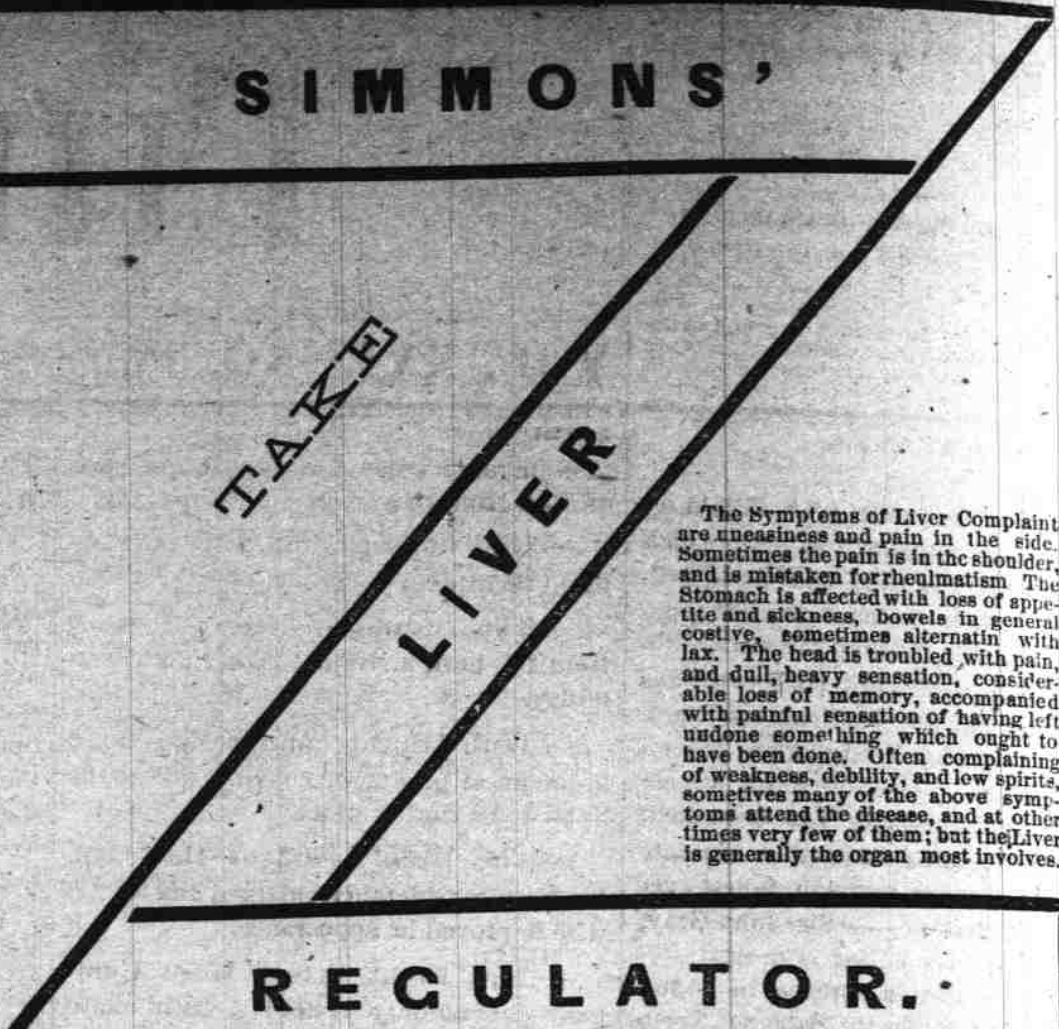 SIMMONS'
TAKE
LIVER
The Symptoms of Liver Complaint
are uneasiness and pain in the side.
Sometimes the pain is in thc shoulder,
and is mistaken forrheulmatism The
Stomach is affected with loss of appe-
tite and sickness, bowels in general
costive, sometimes alternatin with
lax. The head is troubled with pain,
and dull, heavy sensation, consider-
able loss of memory, accompanied
with painful sensation of having left
undone something which ought to
have been done. Often complaining
of weakness, debility, and low spirits,
sometives many of the above symp-
toms attend the disease, and at other
times very few of them; but the Liver
is generally the organ most involves.
REGULATOR.